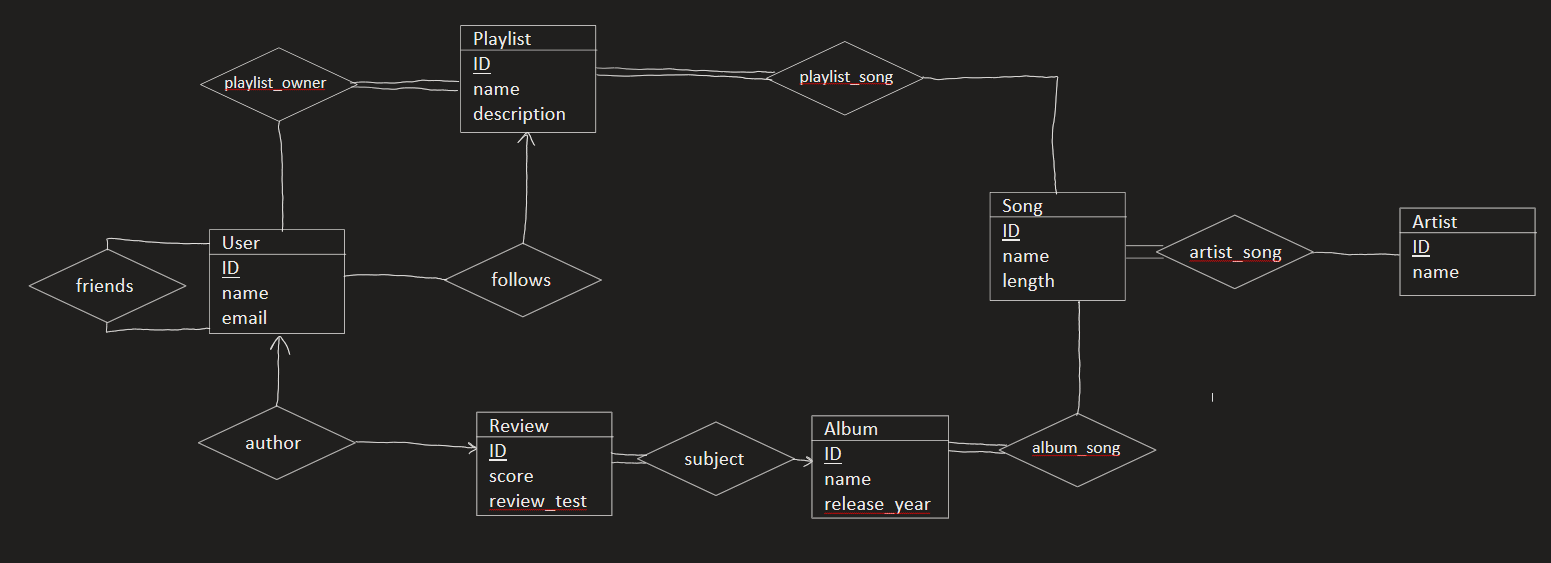 Playlist
ID
name
description
playlist_owner
playlist_song
User
ID
name
email
friends
follows
Song
ID
name
length
artist_song
Artist
ID
name
author
Review
ID
score
review_test
subject
Album
ID
name
release_year
album_song